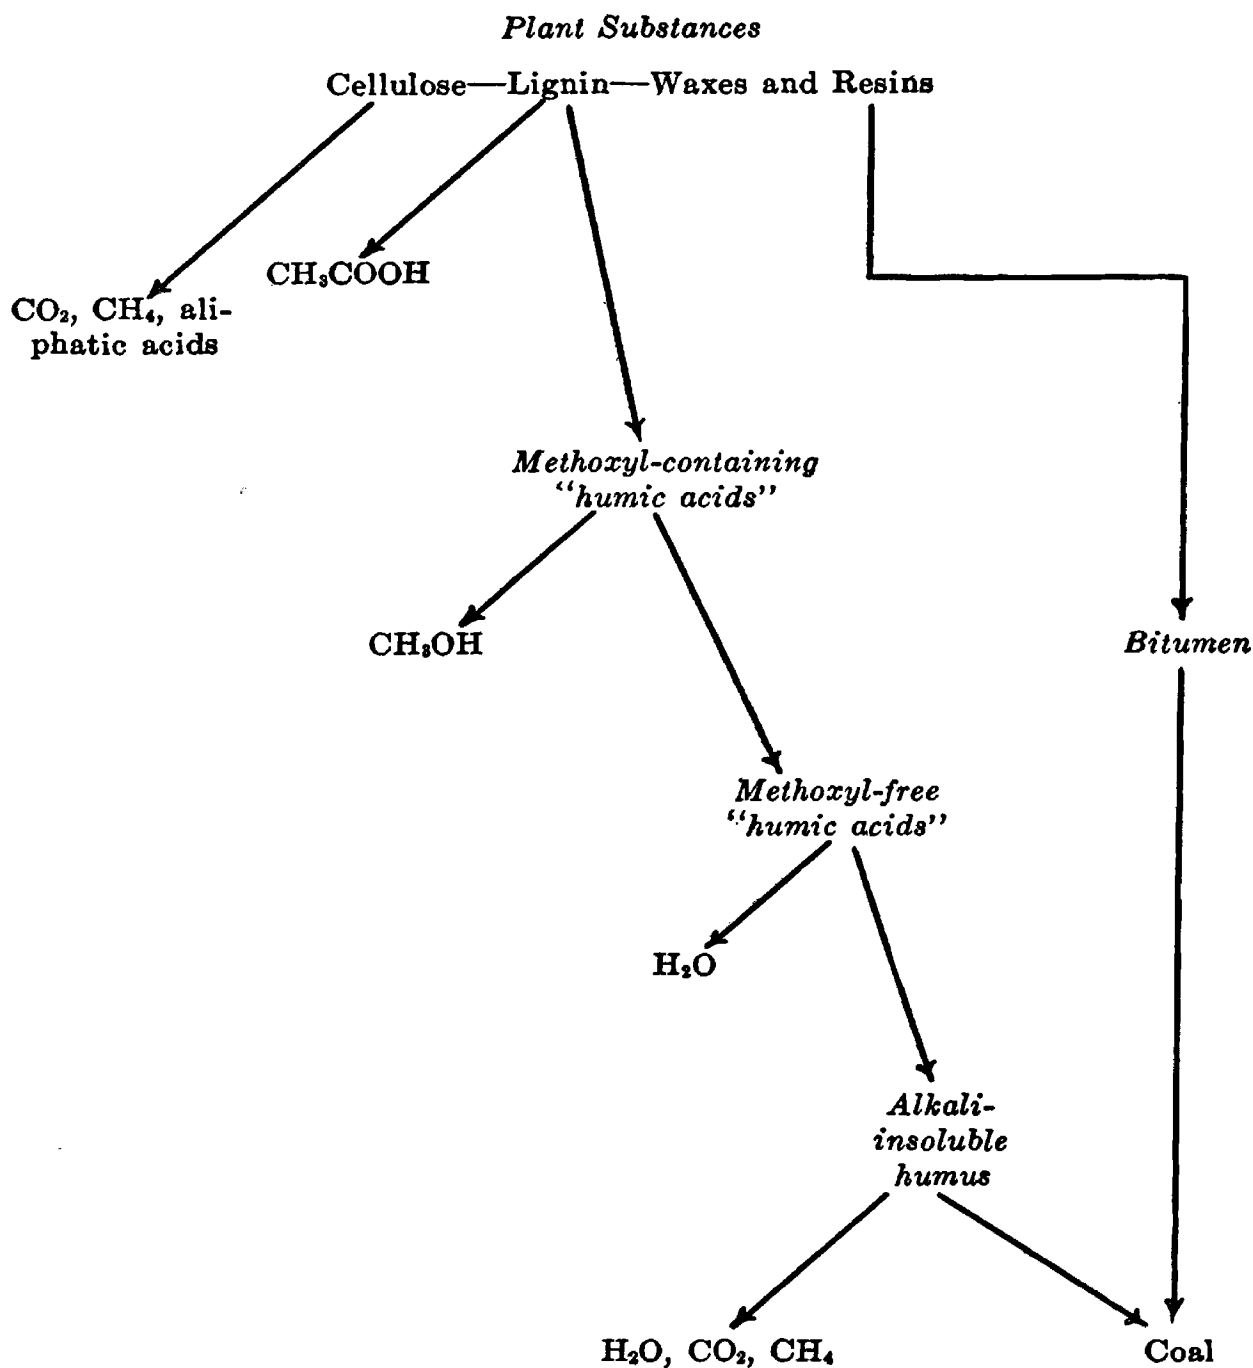 Plant Substances
Cellulose—Lignin—Waxes and Resins
CH₃COOH
CO₂, CH₄, ali-
phatic acids
Methoxyl-containing
“humic acids”
CH₃OH
Bitumen
Methoxyl-free
“humic acids”
H₂O
Alkali-
insoluble
humus
H₂O, CO₂, CH₄
Coal